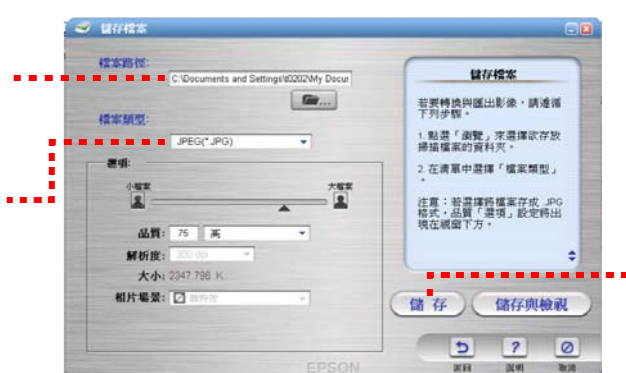 儲存檔案
檔案路徑:
C:\Documents and Settings\t0202\My Docur
...
檔案類型:
JPEG(*.JPG)
選項:
小檔案 大檔案
品質: 75 高
解析度: 300 dpi
大小: 2347.796 K
相片場景:
儲存檔案
若要轉換與匯出影像，請遵循
下列步驟。
1. 點選「瀏覽」來選擇欲存放
掃描檔案的資料夾。
2. 在清單中選擇「檔案類型」
。
注意：若選擇將檔案存成 JPG
格式，品質「選項」設定將出
現在視窗下方。
儲 存 儲存與檢視
返回 說明 取消
EPSON